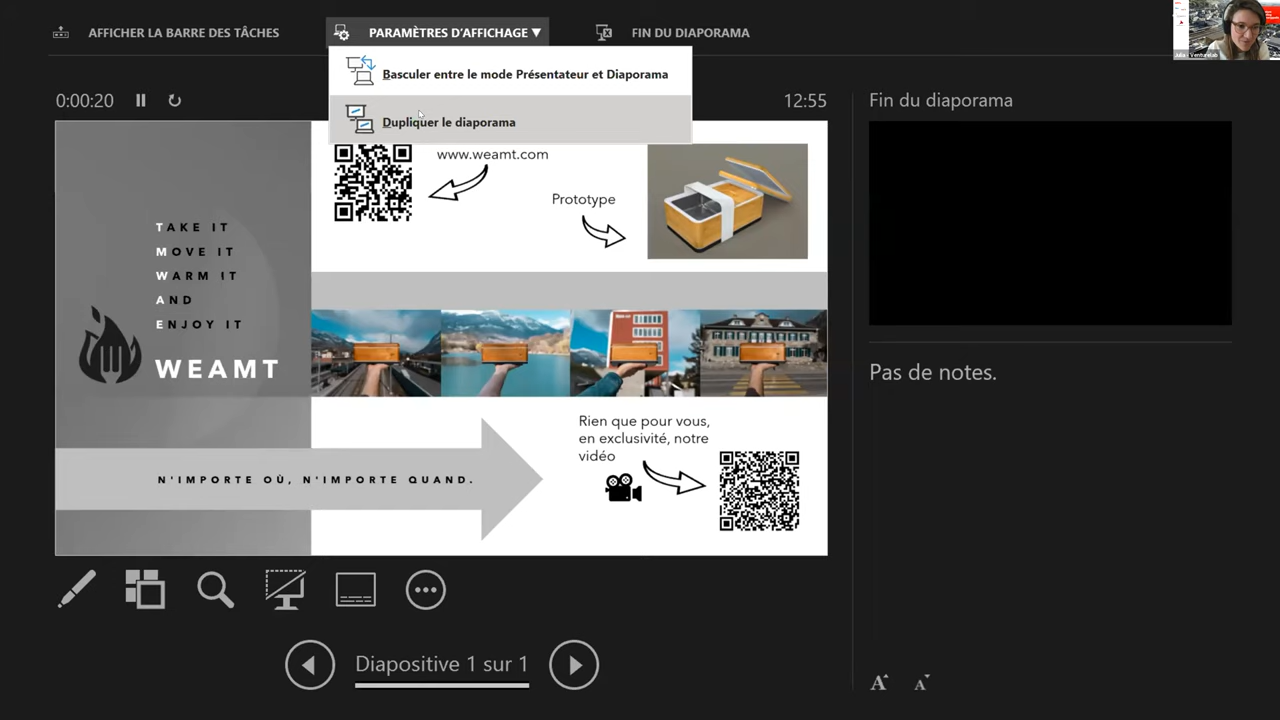 AFFICHER LA BARRE DES TÂCHES
PARAMÈTRES D'AFFICHAGE ▼
FIN DU DIAPORAMA
Basculer entre le mode Présentateur et Diaporama
Dupliquer le diaporama
0:00:20
12:55
Fin du diaporama
www.weamt.com
Prototype
TAKE IT
MOVE IT
WARM IT
AND
ENJOY IT
WEAMT
Rien que pour vous,
en exclusivité, notre
vidéo
N'IMPORTE OÙ, N'IMPORTE QUAND.
Pas de notes.
Diapositive 1 sur 1
A A
Julia - Venturelab